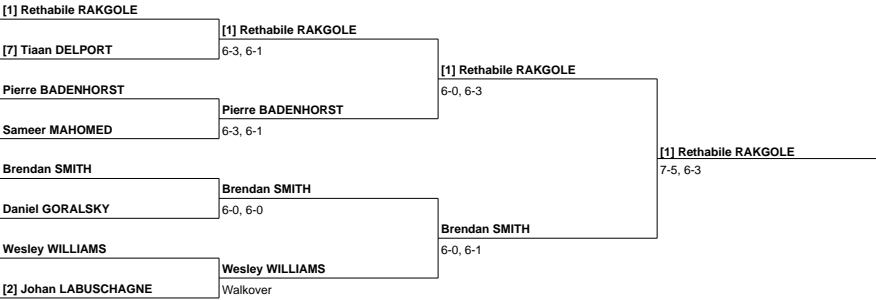 [1] Rethabile RAKGOLE
[1] Rethabile RAKGOLE
[7] Tiaan DELPORT
6-3, 6-1
[1] Rethabile RAKGOLE
Pierre BADENHORST
6-0, 6-3
Pierre BADENHORST
Sameer MAHOMED
6-3, 6-1
[1] Rethabile RAKGOLE
Brendan SMITH
7-5, 6-3
Brendan SMITH
Daniel GORALSKY
6-0, 6-0
Brendan SMITH
Wesley WILLIAMS
6-0, 6-1
Wesley WILLIAMS
[2] Johan LABUSCHAGNE
Walkover